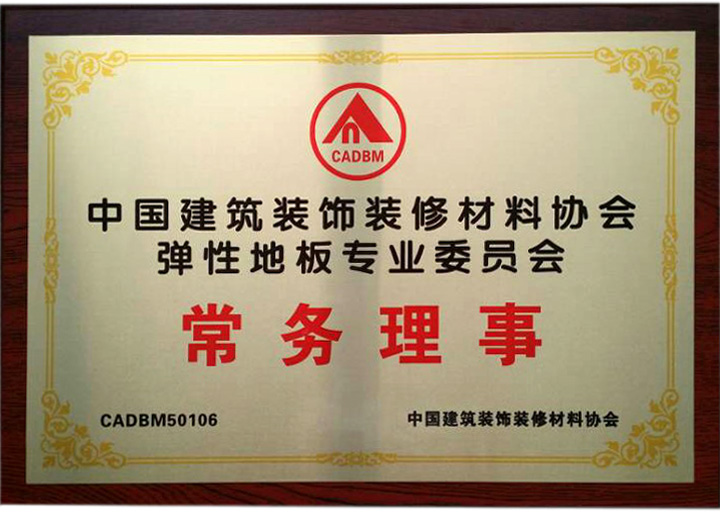 CADBM
中国建筑装饰装修材料协会
弹性地板专业委员会
常务理事
CADBM50106
中国建筑装饰装修材料协会